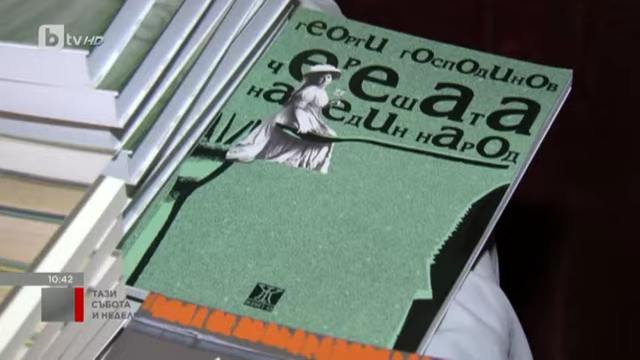 btv HD
ГЕОРГИ ГОСПОДИНОВ
ЧЕРЕШАТА
НА ЕДИН НАРОД
10:42
ТАЗИ
СЪБОТА
И НЕДЕЛЯ